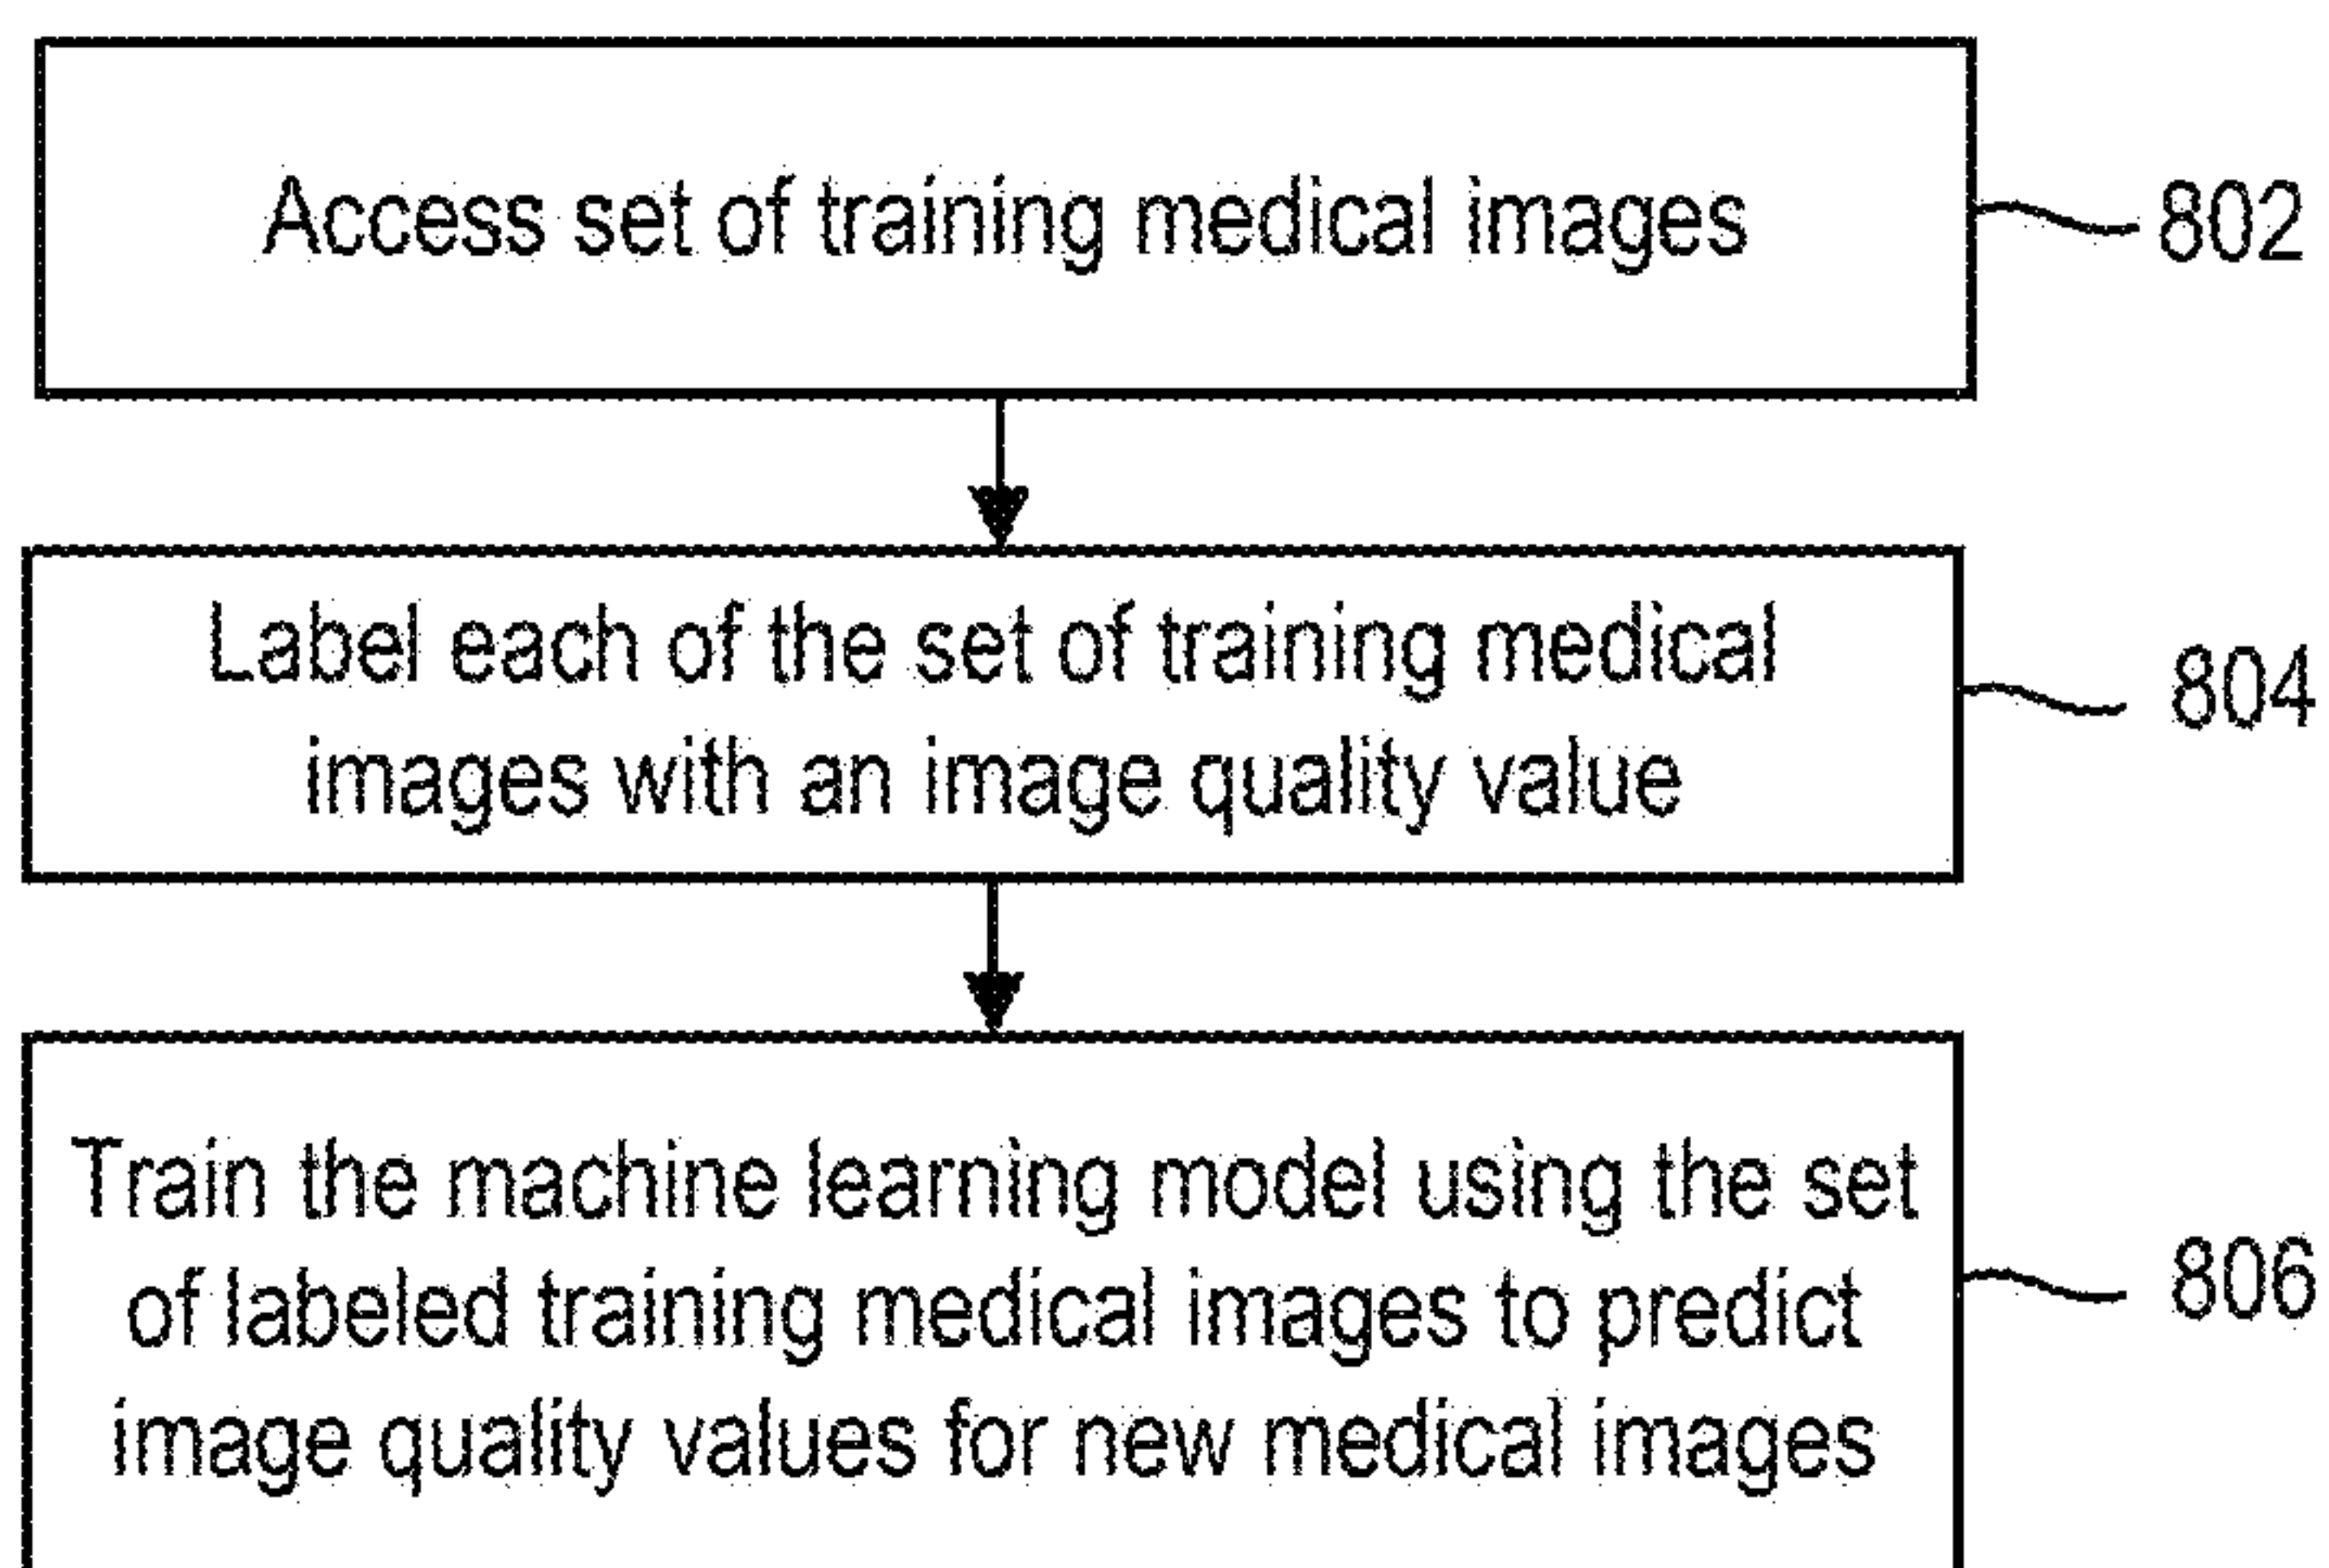 Access set of training medical images
802
Label each of the set of training medical
images with an image quality value
804
Train the machine learning model using the set
of labeled training medical images to predict
image quality values for new medical images
806